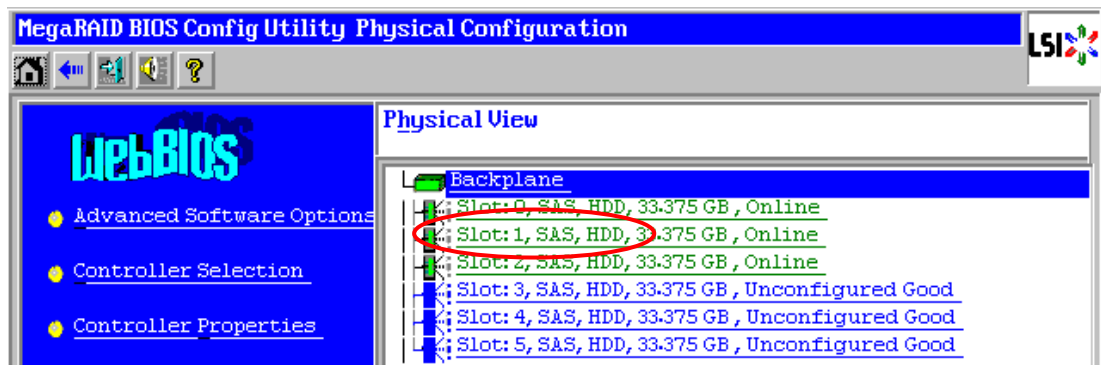 MegaRAID BIOS Config Utility Physical Configuration
LSI
WebBIOS
Advanced Software Options
Controller Selection
Controller Properties
Physical View
Backplane
Slot: 0, SAS, HDD, 33.375 GB , Online
Slot: 1, SAS, HDD, 33.375 GB , Online
Slot: 2, SAS, HDD, 33.375 GB , Online
Slot: 3, SAS, HDD, 33.375 GB , Unconfigured Good
Slot: 4, SAS, HDD, 33.375 GB , Unconfigured Good
Slot: 5, SAS, HDD, 33.375 GB , Unconfigured Good